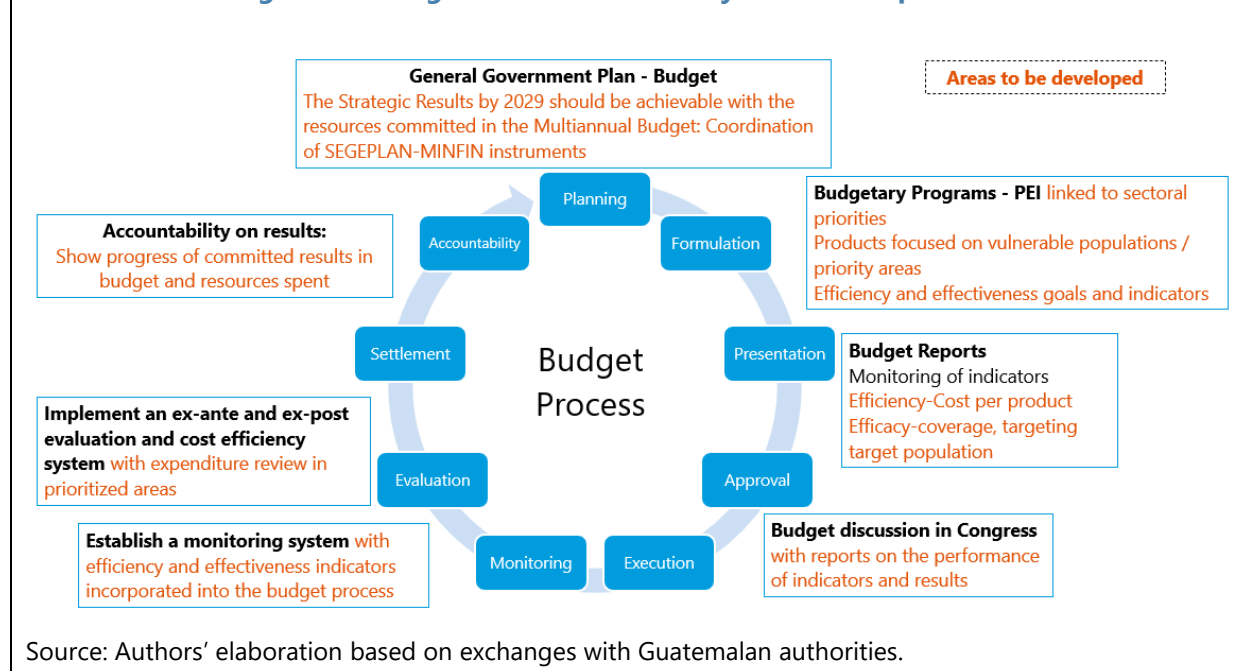 General Government Plan - Budget
The Strategic Results by 2029 should be achievable with the
resources committed in the Multiannual Budget: Coordination
of SEGEPLAN-MINFIN instruments
Areas to be developed
Planning
Formulation
Presentation
Approval
Execution
Monitoring
Evaluation
Settlement
Accountability
Budget
Process
Budgetary Programs - PEI linked to sectoral
priorities
Products focused on vulnerable populations /
priority areas
Efficiency and effectiveness goals and indicators
Budget Reports
Monitoring of indicators
Efficiency-Cost per product
Efficacy-coverage, targeting
target population
Budget discussion in Congress
with reports on the performance
of indicators and results
Establish a monitoring system with
efficiency and effectiveness indicators
incorporated into the budget process
Implement an ex-ante and ex-post
evaluation and cost efficiency
system with expenditure review in
prioritized areas
Accountability on results:
Show progress of committed results in
budget and resources spent
Source: Authors’ elaboration based on exchanges with Guatemalan authorities.